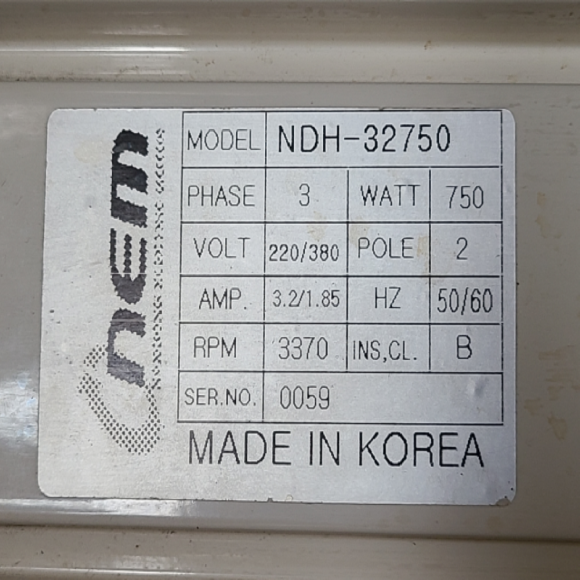 nem
MODEL NDH-32750
PHASE 3 WATT 750
VOLT 220/380 POLE 2
AMP. 3.2/1.85 HZ 50/60
RPM 3370 INS,CL. B
SER.NO. 0059
MADE IN KOREA